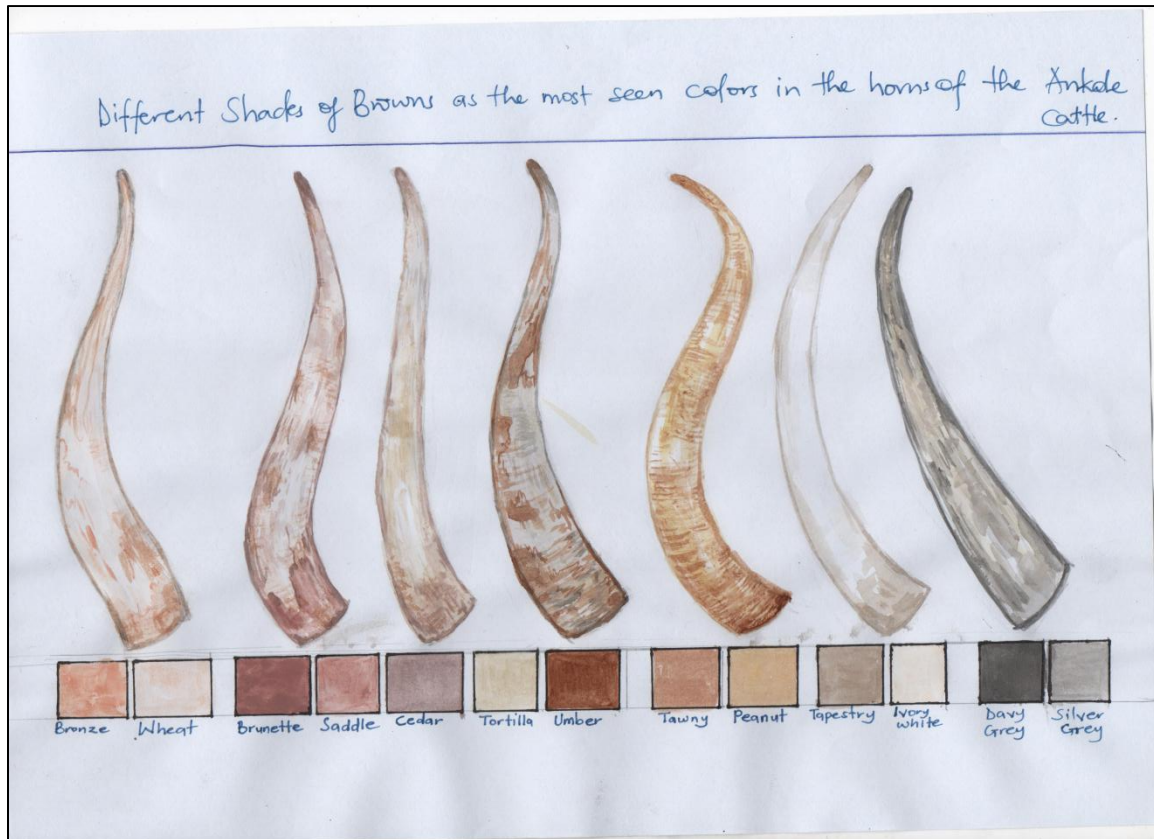 Different Shades of Browns as the most seen colors in the horns of the Ankole
Cattle.
Bronze Wheat Brunette Saddle Cedar Tortilla Umber Tawny Peanut Tapestry Ivory white Davy Grey Silver Grey